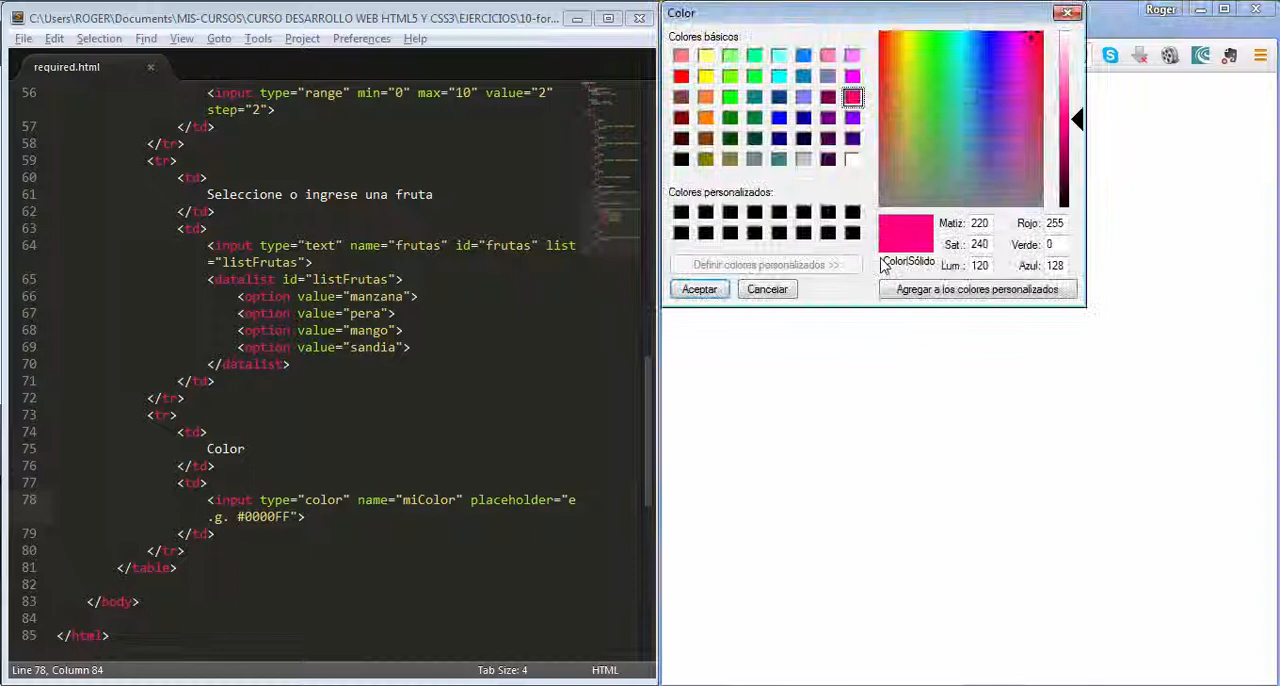 C:\Users\ROGER\Documents\MIS-CURSOS\CURSO DESARROLLO WEB HTML5 Y CSS3\EJERCICIOS\10-for...
File Edit Selection Find View Goto Tools Project Preferences Help
required.html ×
56 <input type="range" min="0" max="10" value="2"
step="2">
57 </td>
58 </tr>
59 <tr>
60 <td>
61 Seleccione o ingrese una fruta
62 </td>
63 <td>
64 <input type="text" name="frutas" id="frutas" list
="listFrutas">
65 <datalist id="listFrutas">
66 <option value="manzana">
67 <option value="pera">
68 <option value="mango">
69 <option value="sandia">
70 </datalist>
71 </td>
72 </tr>
73 <tr>
74 <td>
75 Color
76 </td>
77 <td>
78 <input type="color" name="miColor" placeholder="e
.g. #0000FF">
79 </td>
80 </tr>
81 </table>
82
83 </body>
84
85 </html>
Line 78, Column 84 Tab Size: 4 HTML
Color
Roger
Colores básicos:
Colores personalizados:
Definir colores personalizados >>
Aceptar Cancelar
Color|Sólido
Matiz: 220 Rojo: 255
Sat.: 240 Verde: 0
Lum.: 120 Azul: 128
Agregar a los colores personalizados